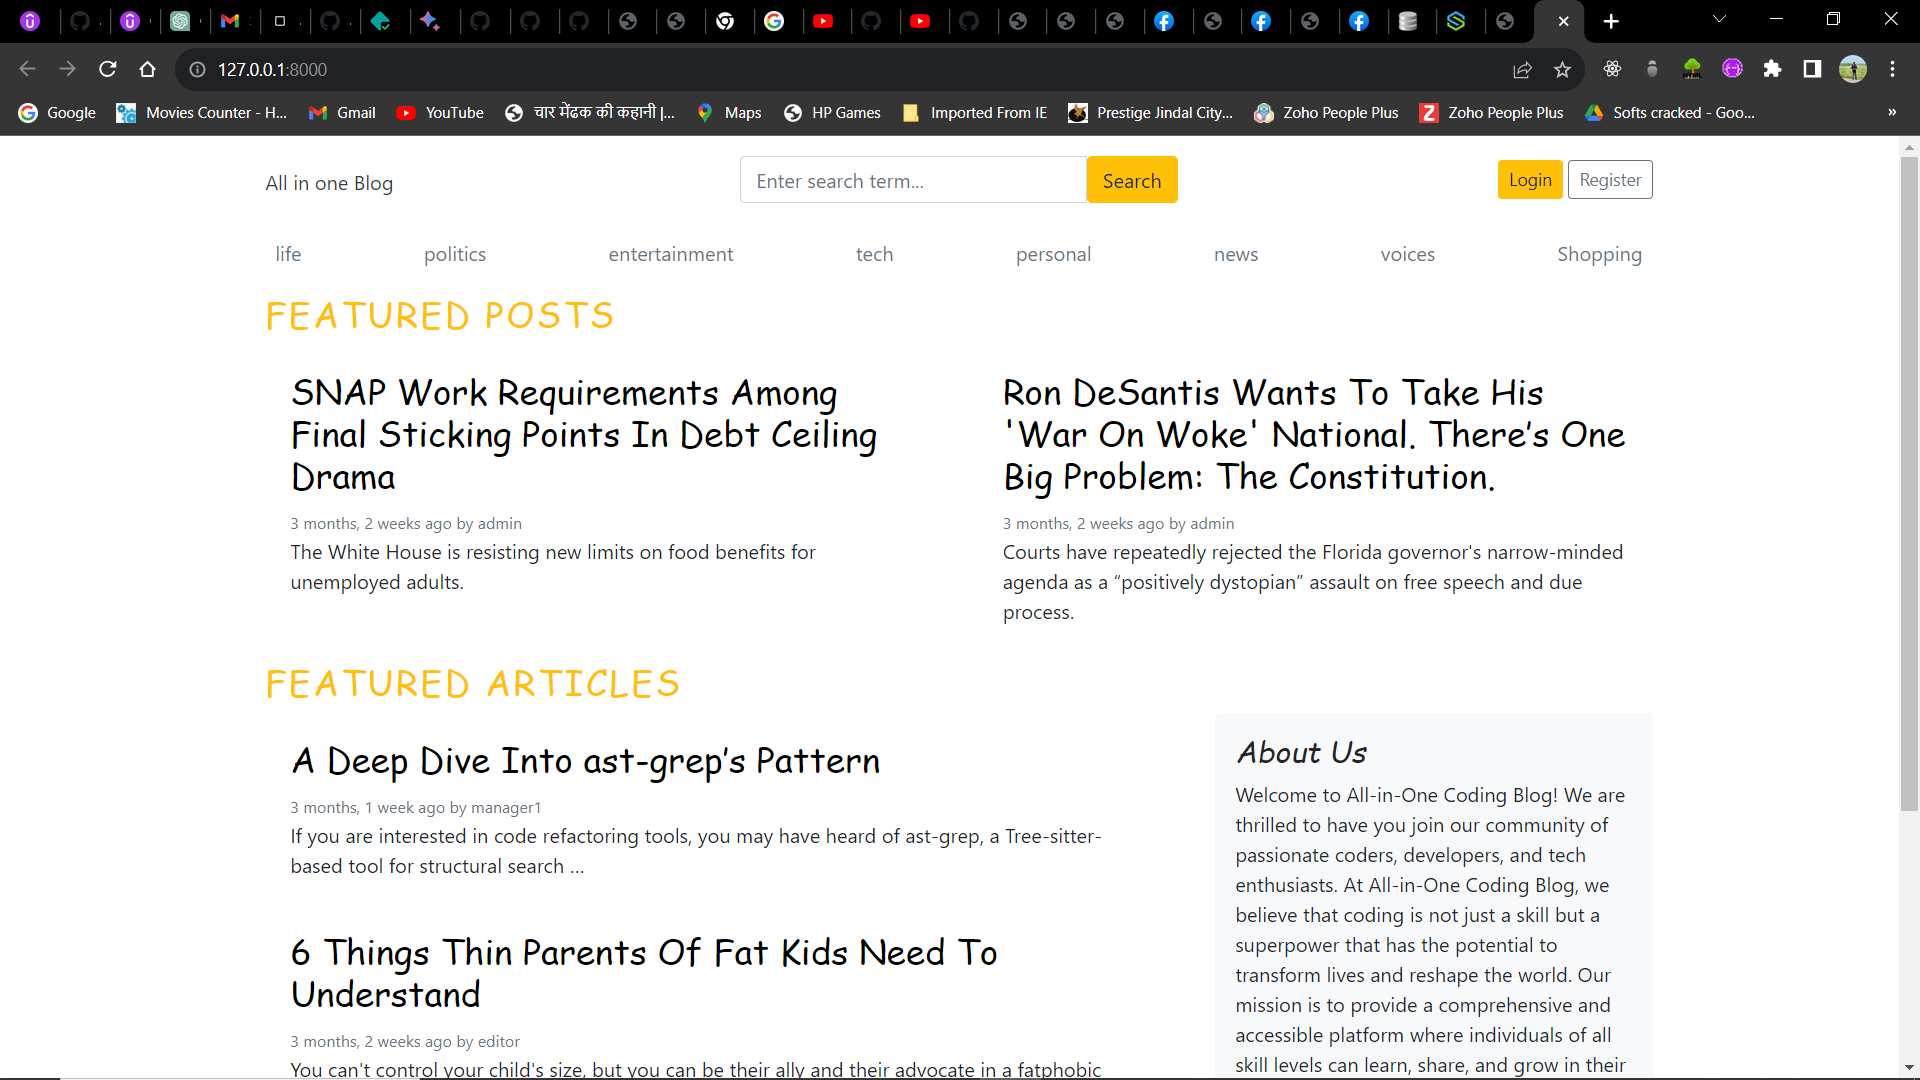 127.0.0.1:8000
Google Movies Counter - H... Gmail YouTube चार मेंढक की कहानी |... Maps HP Games Imported From IE Prestige Jindal City... Zoho People Plus Zoho People Plus Softs cracked - Goo... »
All in one Blog
Enter search term...
Search
Login
Register
life politics entertainment tech personal news voices Shopping
FEATURED POSTS
SNAP Work Requirements Among
Final Sticking Points In Debt Ceiling
Drama
3 months, 2 weeks ago by admin
The White House is resisting new limits on food benefits for
unemployed adults.
Ron DeSantis Wants To Take His
'War On Woke' National. There’s One
Big Problem: The Constitution.
3 months, 2 weeks ago by admin
Courts have repeatedly rejected the Florida governor's narrow-minded
agenda as a “positively dystopian” assault on free speech and due
process.
FEATURED ARTICLES
A Deep Dive Into ast-grep’s Pattern
3 months, 1 week ago by manager1
If you are interested in code refactoring tools, you may have heard of ast-grep, a Tree-sitter-
based tool for structural search ...
6 Things Thin Parents Of Fat Kids Need To
Understand
3 months, 2 weeks ago by editor
You can't control your child's size, but you can be their ally and their advocate in a fatphobic
About Us
Welcome to All-in-One Coding Blog! We are
thrilled to have you join our community of
passionate coders, developers, and tech
enthusiasts. At All-in-One Coding Blog, we
believe that coding is not just a skill but a
superpower that has the potential to
transform lives and reshape the world. Our
mission is to provide a comprehensive and
accessible platform where individuals of all
skill levels can learn, share, and grow in their